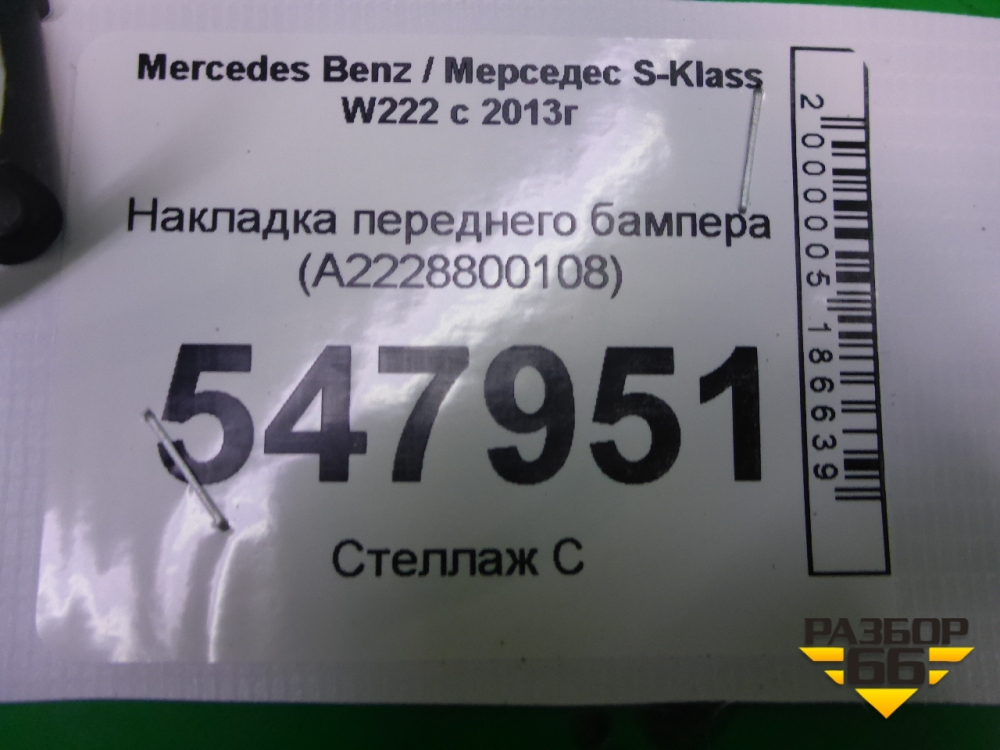 Mercedes Benz / Мерседес S-Klass
W222 с 2013г
Накладка переднего бампера
(A2228800108)
547951
Стеллаж С
2000005186639
РАЗБОР
66